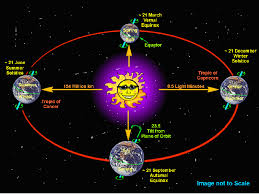 ~ 21 March
Vernal
Equinox
Equator
~ 21 June
Summer
Solstice
~ 21 December
Winter
Solstice
Tropic of
Capricorn
154 Million km
8.5 Light Minutes
Tropic of
Cancer
23.5
Tilt from
Plane of Orbit
~ 21 September
Autumnal
Equinox
Image not to Scale